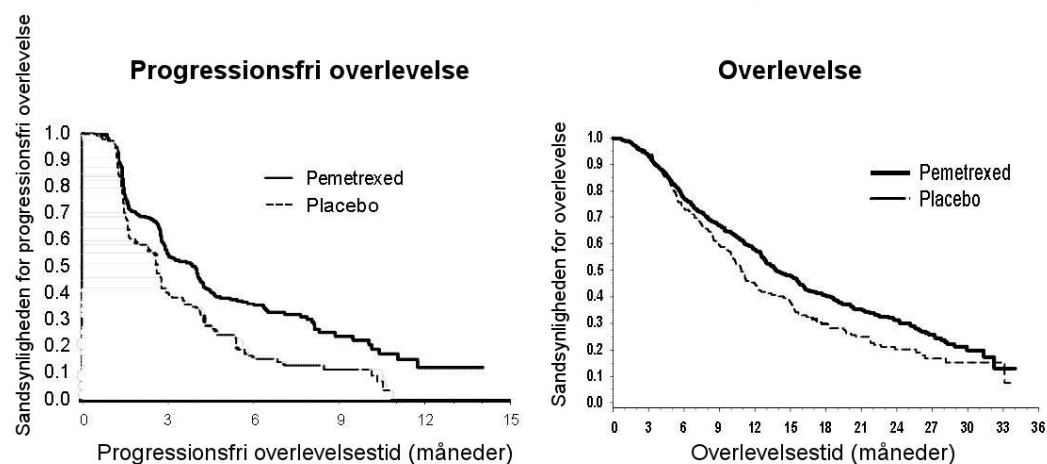 Progressionsfri overlevelse
Sandsynligheden for progressionsfri overlevelse
1.0
0.9
0.8
0.7
0.6
0.5
0.4
0.3
0.2
0.1
0.0
Pemetrexed
Placebo
0 3 6 9 12 15
Progressionsfri overlevelsestid (måneder)
Overlevelse
Sandsynligheden for overlevelse
1.0
0.9
0.8
0.7
0.6
0.5
0.4
0.3
0.2
0.1
0.0
Pemetrexed
Placebo
0 3 6 9 12 15 18 21 24 27 30 33 36
Overlevelsestid (måneder)